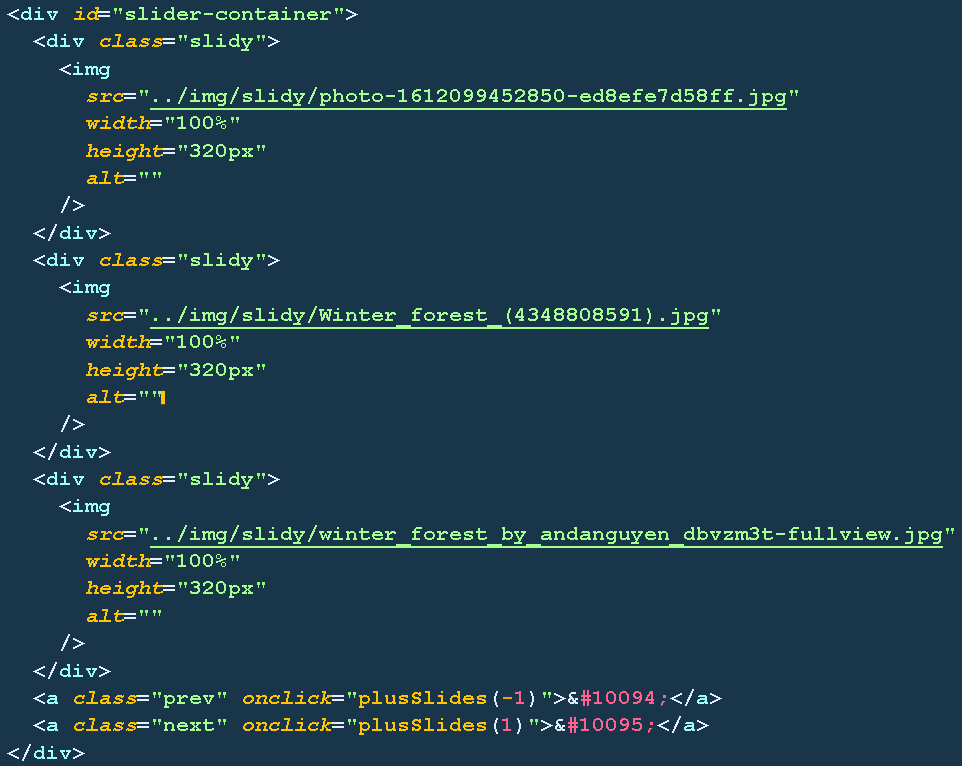 <div id="slider-container">
<div class="slidy">
<img
src="../img/slidy/photo-1612099452850-ed8efe7d58ff.jpg"
width="100%"
height="320px"
alt=""
/>
</div>
<div class="slidy">
<img
src="../img/slidy/Winter_forest_(4348808591).jpg"
width="100%"
height="320px"
alt=""
/>
</div>
<div class="slidy">
<img
src="../img/slidy/winter_forest_by_andanguyen_dbvzm3t-fullview.jpg"
width="100%"
height="320px"
alt=""
/>
</div>
<a class="prev" onclick="plusSlides(-1)">&#10094;</a>
<a class="next" onclick="plusSlides(1)">&#10095;</a>
</div>